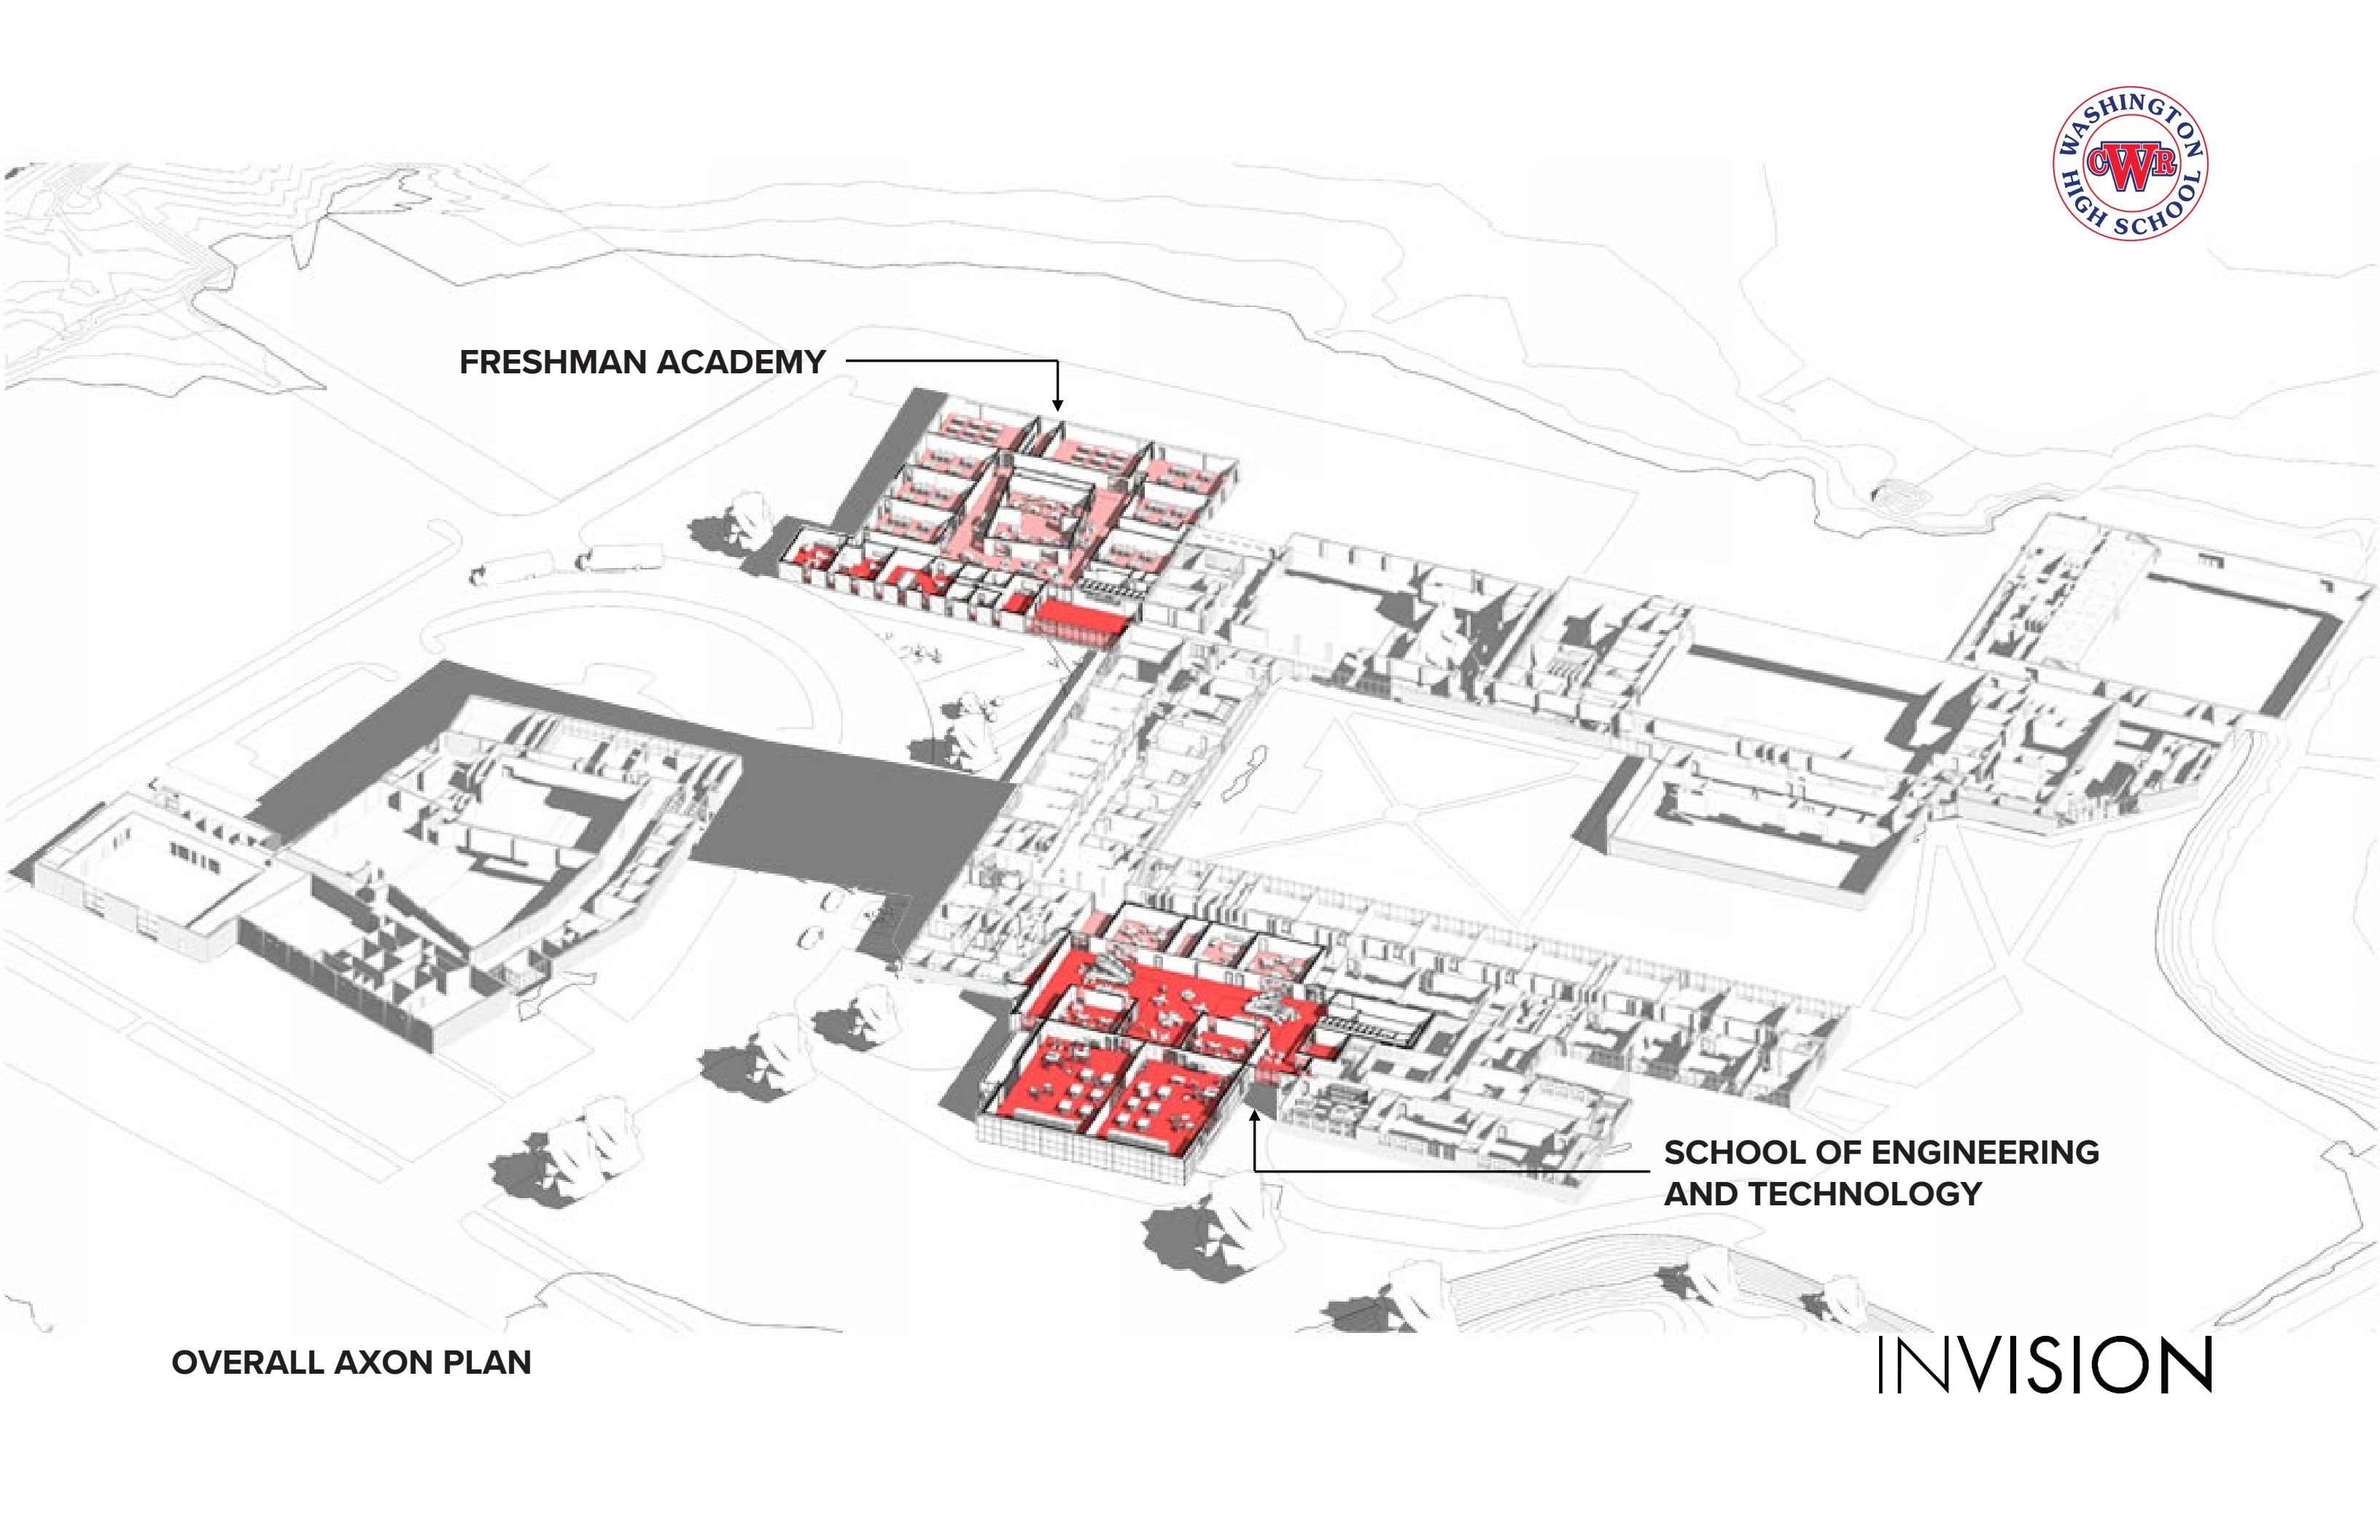 WASHINGTON
CWR
HIGH SCHOOL
FRESHMAN ACADEMY
SCHOOL OF ENGINEERING
AND TECHNOLOGY
OVERALL AXON PLAN
INVISION